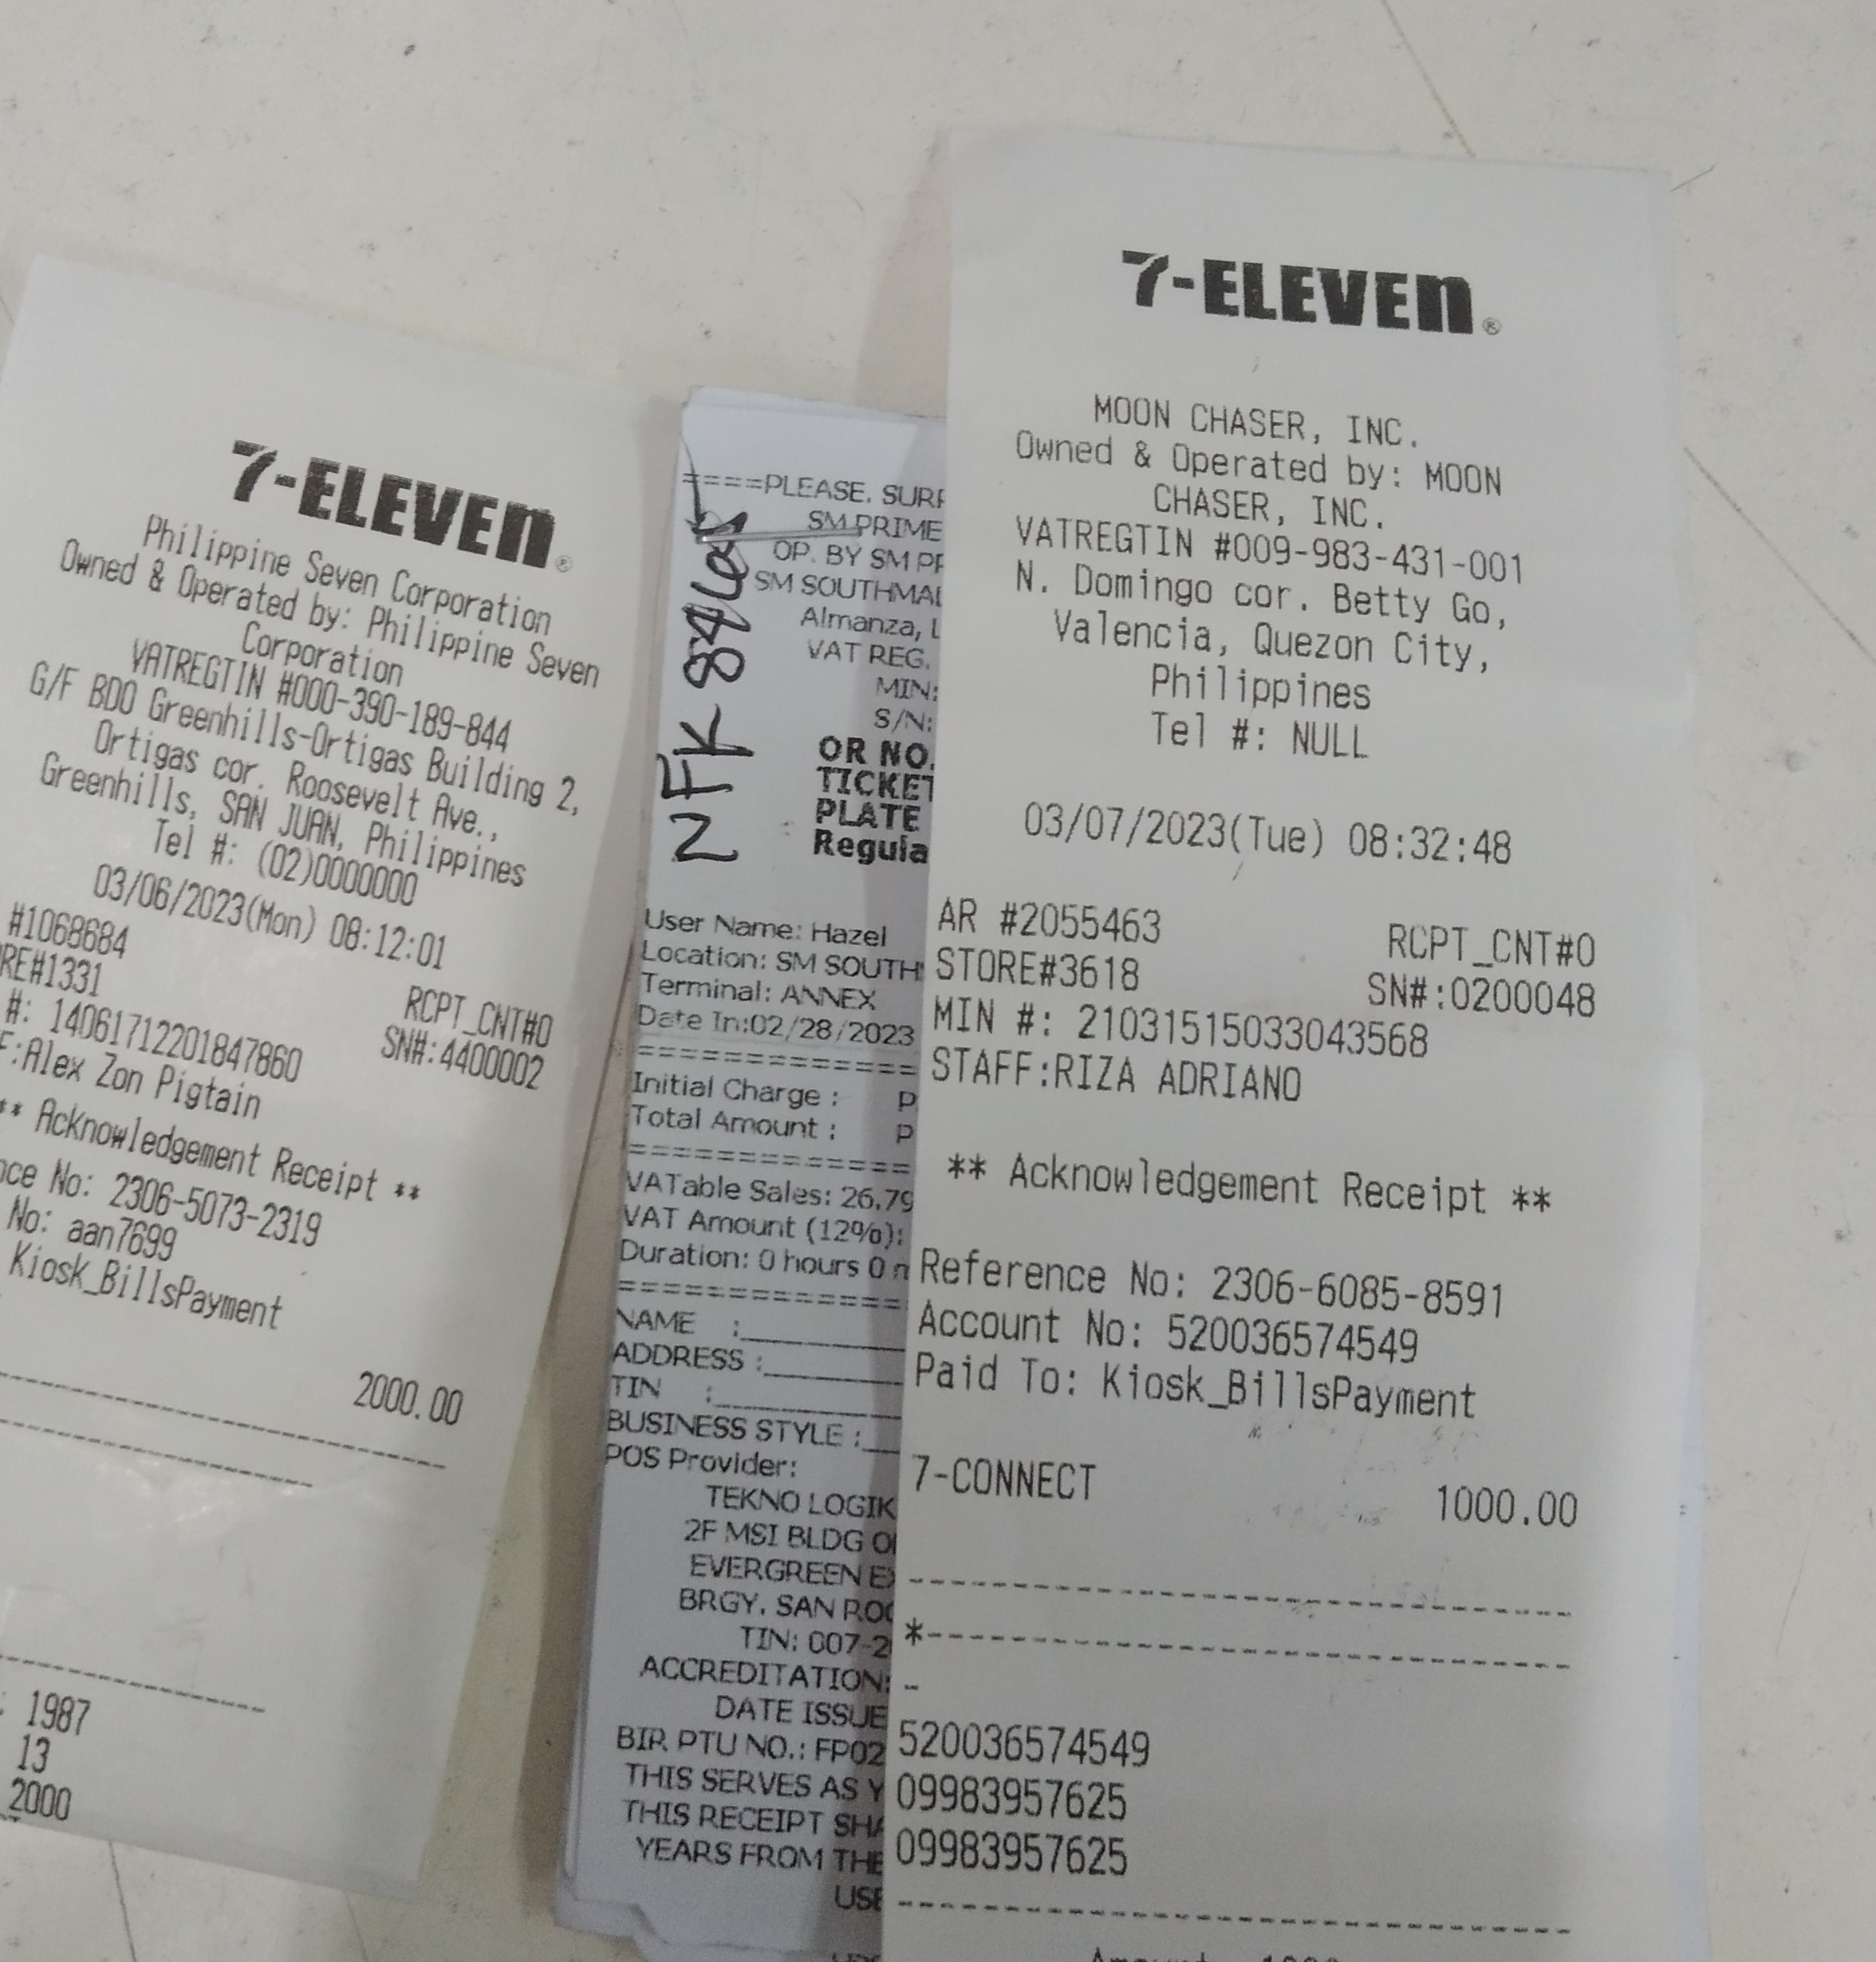 7-ELEVEN®
Philippine Seven Corporation
Owned & Operated by: Philippine Seven
Corporation
VATREGTIN #000-390-189-844
G/F BDO Greenhills-Ortigas Building 2,
Ortigas cor. Roosevelt Ave.,
Greenhills, SAN JUAN, Philippines
Tel #: (02)0000000
03/06/2023(Mon) 08:12:01
#1068684
RE#1331 RCPT_CNT#0
#: 14061712201847860 SN#:4400002
F:Alex Zon Pigtain
** Acknowledgement Receipt **
nce No: 2306-5073-2319
No: aan7699
Kiosk_BillsPayment
2000.00
1987
13
2000
NFK
====PLEASE. SURR
SM PRIME
OP. BY SM PR
SM SOUTHMAL
Almanza, L
VAT REG.
MIN:
S/N:
OR NO.
TICKET
PLATE
Regula
User Name: Hazel
Location: SM SOUTH
Terminal: ANNEX
Date In:02/28/2023
=============
Initial Charge : P
Total Amount : P
=============
VATable Sales: 26.79
VAT Amount (12%):
Duration: 0 hours 0 m
=============
NAME :
ADDRESS :
TIN :
BUSINESS STYLE :
POS Provider:
TEKNO LOGIK
2F MSI BLDG O
EVERGREEN E
BRGY. SAN ROC
TIN: 007-2
ACCREDITATION:
DATE ISSUE
BIR PTU NO.: FP02
THIS SERVES AS Y
THIS RECEIPT SHA
YEARS FROM THE
USE
7-ELEVEN®
MOON CHASER, INC.
Owned & Operated by: MOON
CHASER, INC.
VATREGTIN #009-983-431-001
N. Domingo cor. Betty Go,
Valencia, Quezon City,
Philippines
Tel #: NULL
03/07/2023(Tue) 08:32:48
AR #2055463 RCPT_CNT#0
STORE#3618 SN#:0200048
MIN #: 21031515033043568
STAFF:RIZA ADRIANO
** Acknowledgement Receipt **
Reference No: 2306-6085-8591
Account No: 520036574549
Paid To: Kiosk_BillsPayment
7-CONNECT 1000.00
520036574549
09983957625
09983957625